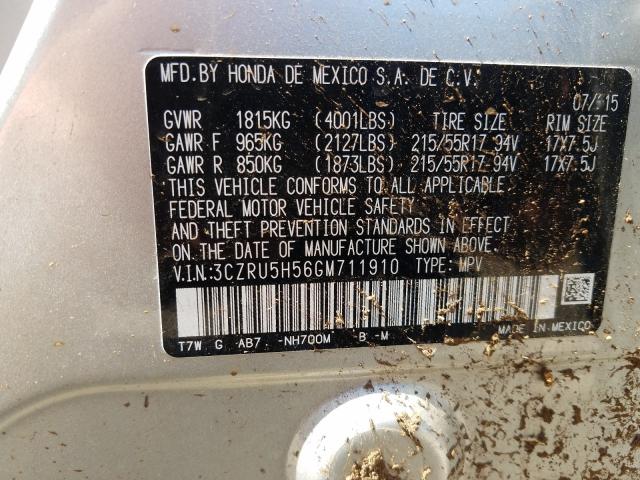 MFD.BY HONDA DE MEXICO S.A. DE C.V.
07/15
GVWR 1815KG (4001LBS) TIRE SIZE RIM SIZE
GAWR F 965KG (2127LBS) 215/55R17 94V 17X7.5J
GAWR R 850KG (1873LBS) 215/55R17 94V 17X7.5J
THIS VEHICLE CONFORMS TO ALL APPLICABLE
FEDERAL MOTOR VEHICLE SAFETY
AND THEFT PREVENTION STANDARDS IN EFFECT
ON THE DATE OF MANUFACTURE SHOWN ABOVE.
V.I.N:3CZRU5H56GM711910 TYPE: MPV
T7W G AB7 -NH700M B -M MADE IN MEXICO